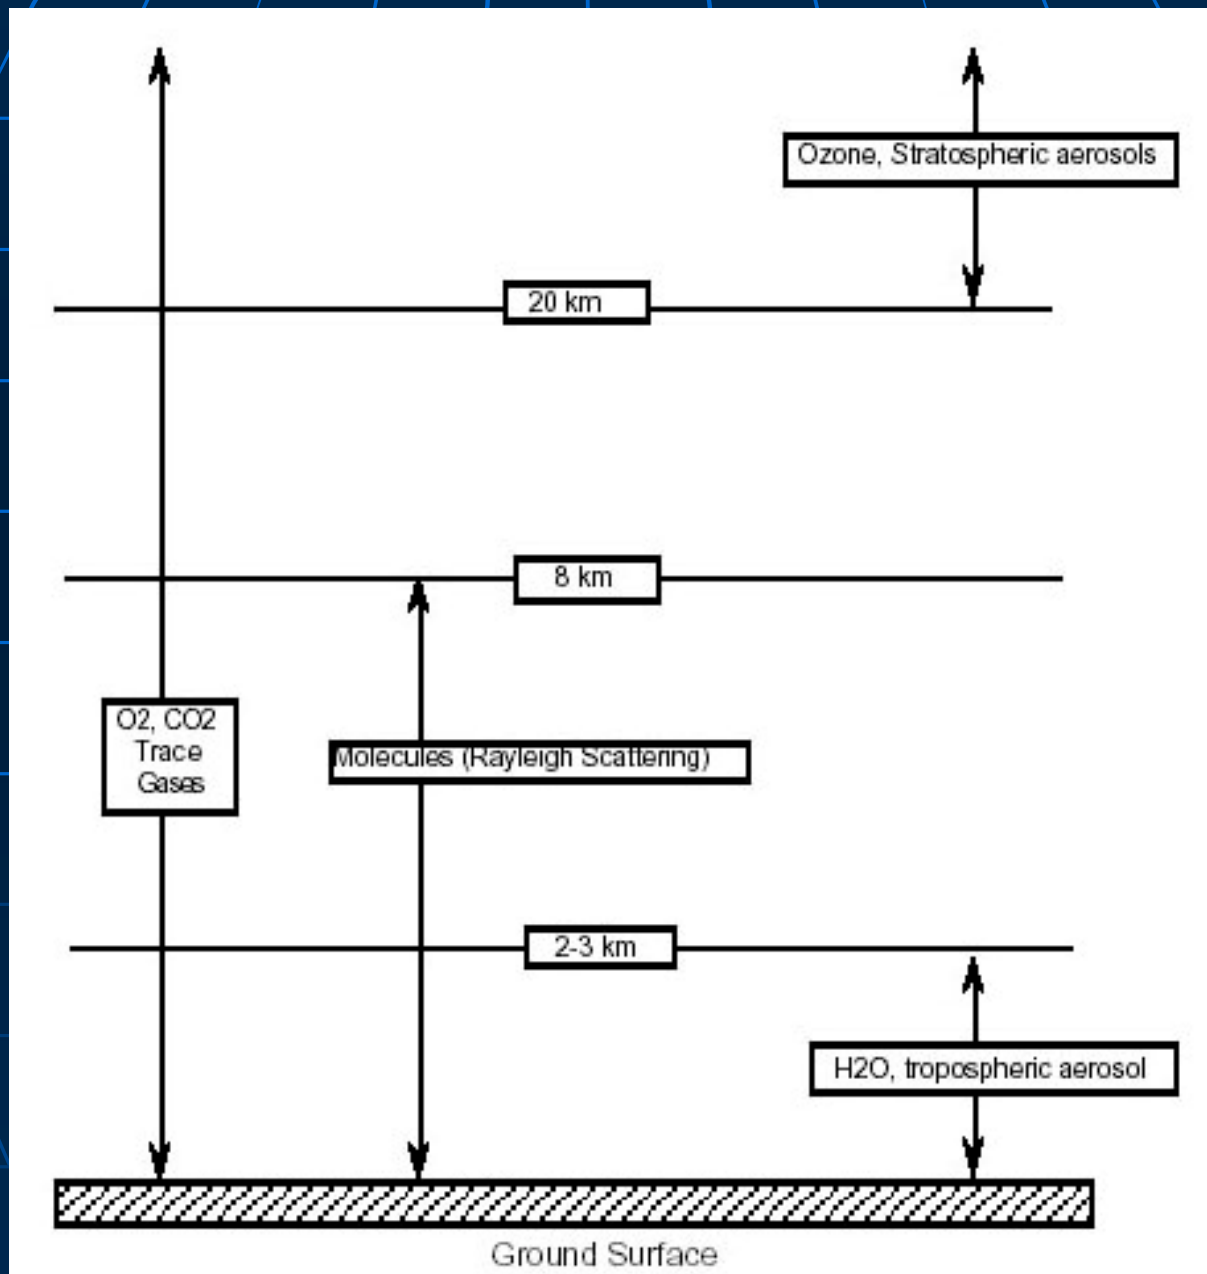 Ozone, Stratospheric aerosols
20 km
8 km
O2, CO2
Trace
Gases
Molecules (Rayleigh Scattering)
2-3 km
H2O, tropospheric aerosol
Ground Surface